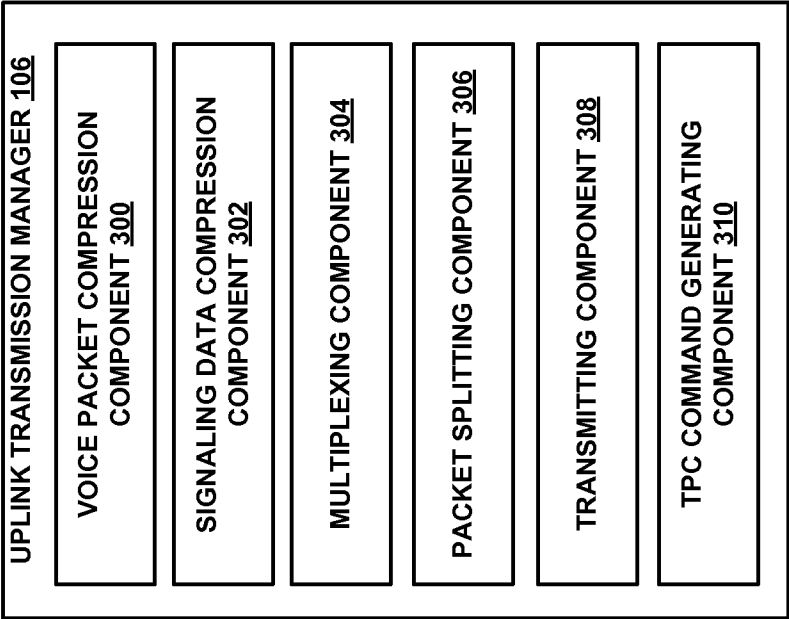 UPLINK TRANSMISSION MANAGER 106
VOICE PACKET COMPRESSION
COMPONENT 300
SIGNALING DATA COMPRESSION
COMPONENT 302
MULTIPLEXING COMPONENT 304
PACKET SPLITTING COMPONENT 306
TRANSMITTING COMPONENT 308
TPC COMMAND GENERATING
COMPONENT 310